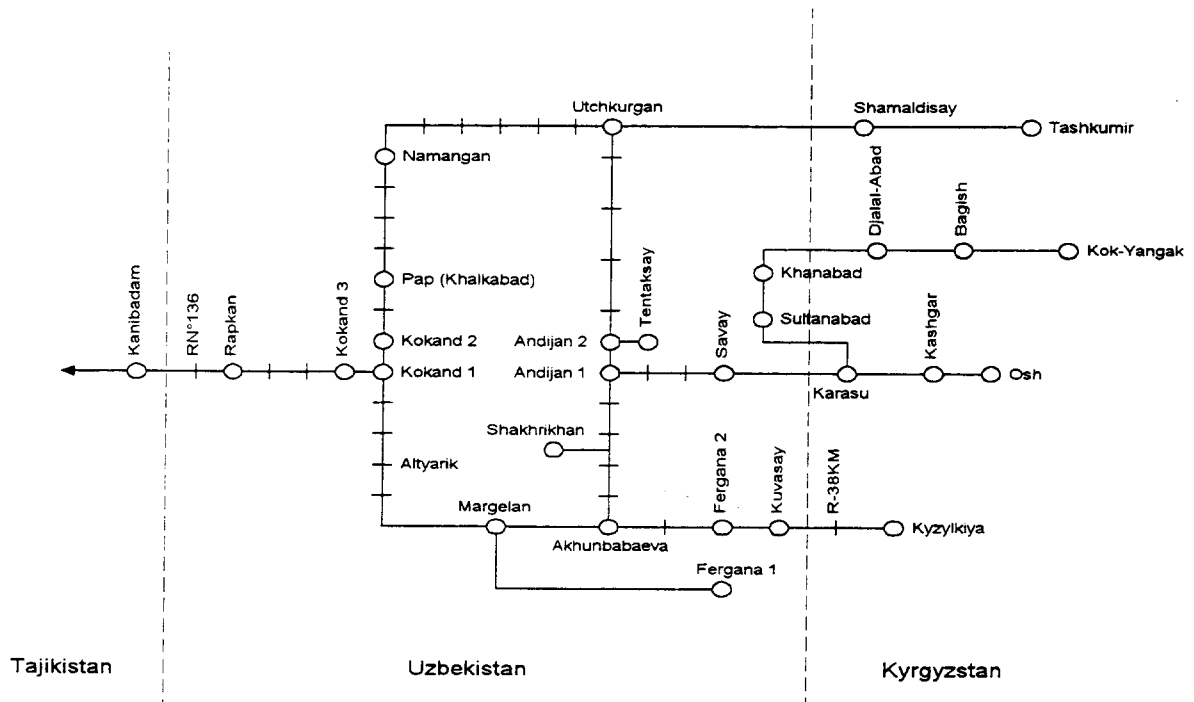 Utchkurgan
Shamaldisay
Tashkumir
Namangan
Djalal-Abad
Bagish
Kok-Yangak
Khanabad
Pap (Khalkabad)
Sultanabad
Kanibadam
RN°136
Rapkan
Kokand 3
Kokand 2
Andijan 2
Tentaksay
Savay
Kashgar
Kokand 1
Andijan 1
Karasu
Osh
Shakhrikhan
Altyarik
Fergana 2
Kuvasay
R-38KM
Margelan
Akhunbabaeva
Kyzylkiya
Fergana 1
Tajikistan
Uzbekistan
Kyrgyzstan